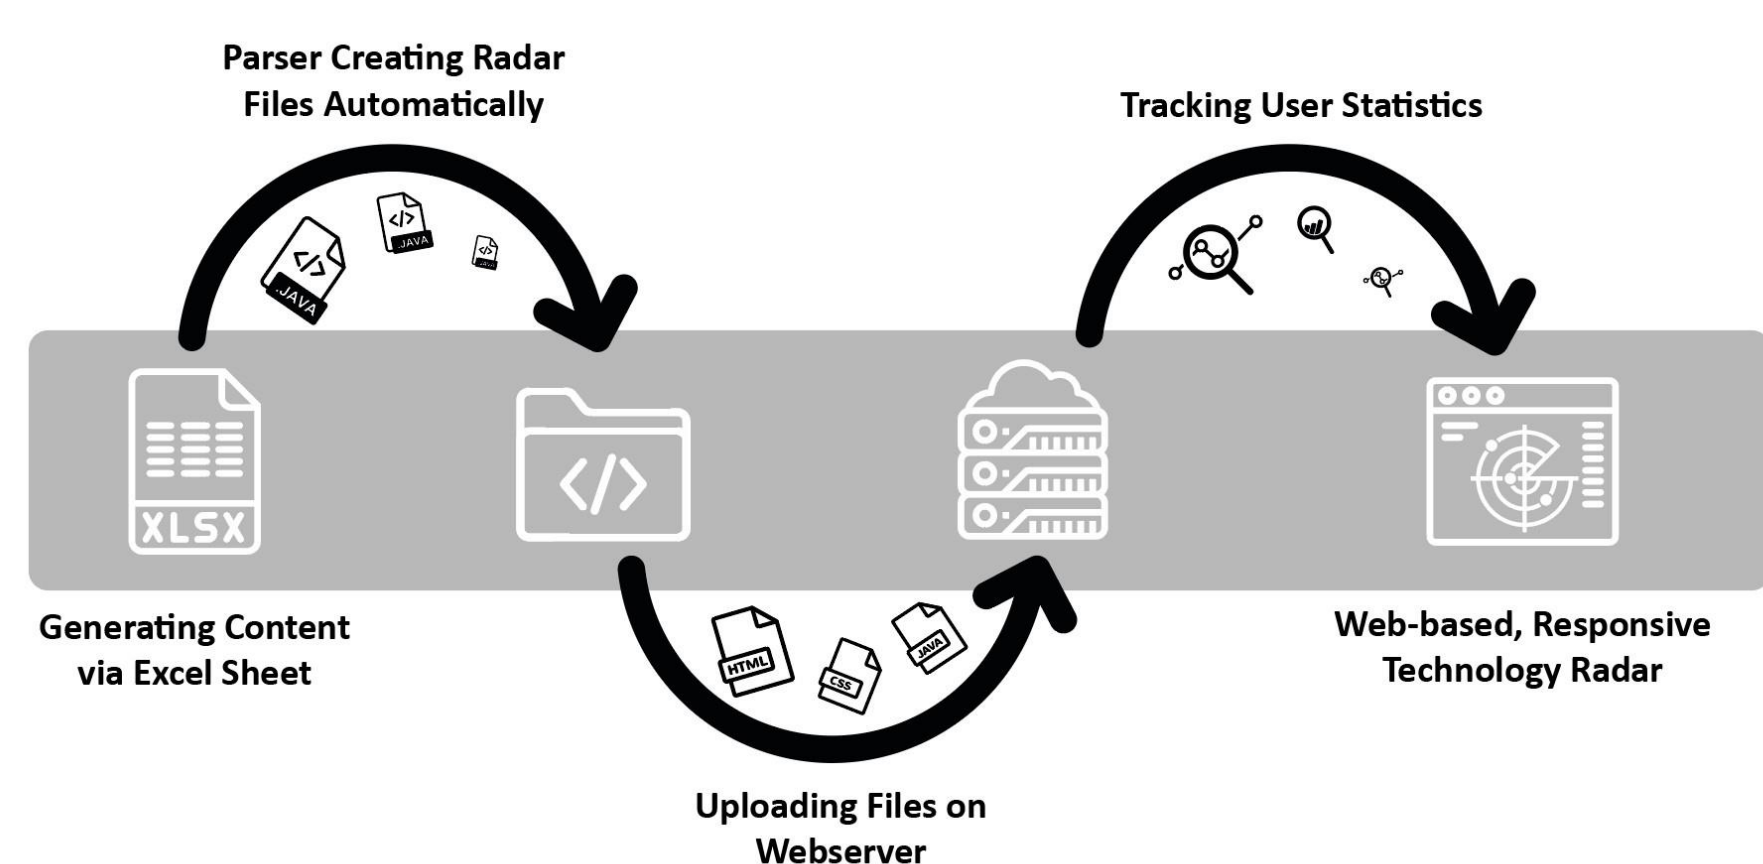 Parser Creating Radar
Files Automatically
Tracking User Statistics
.JAVA
.JAVA
JAVA
XLSX
Generating Content
via Excel Sheet
HTML
CSS
JAVA
Web-based, Responsive
Technology Radar
Uploading Files on
Webserver